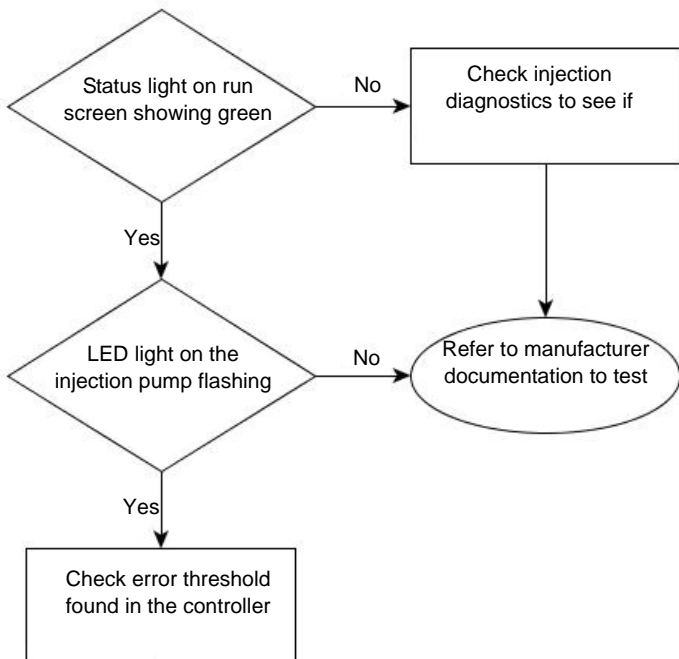 Status light on run
screen showing green
No
Check injection
diagnostics to see if
Yes
LED light on the
injection pump flashing
No
Refer to manufacturer
documentation to test
Yes
Check error threshold
found in the controller